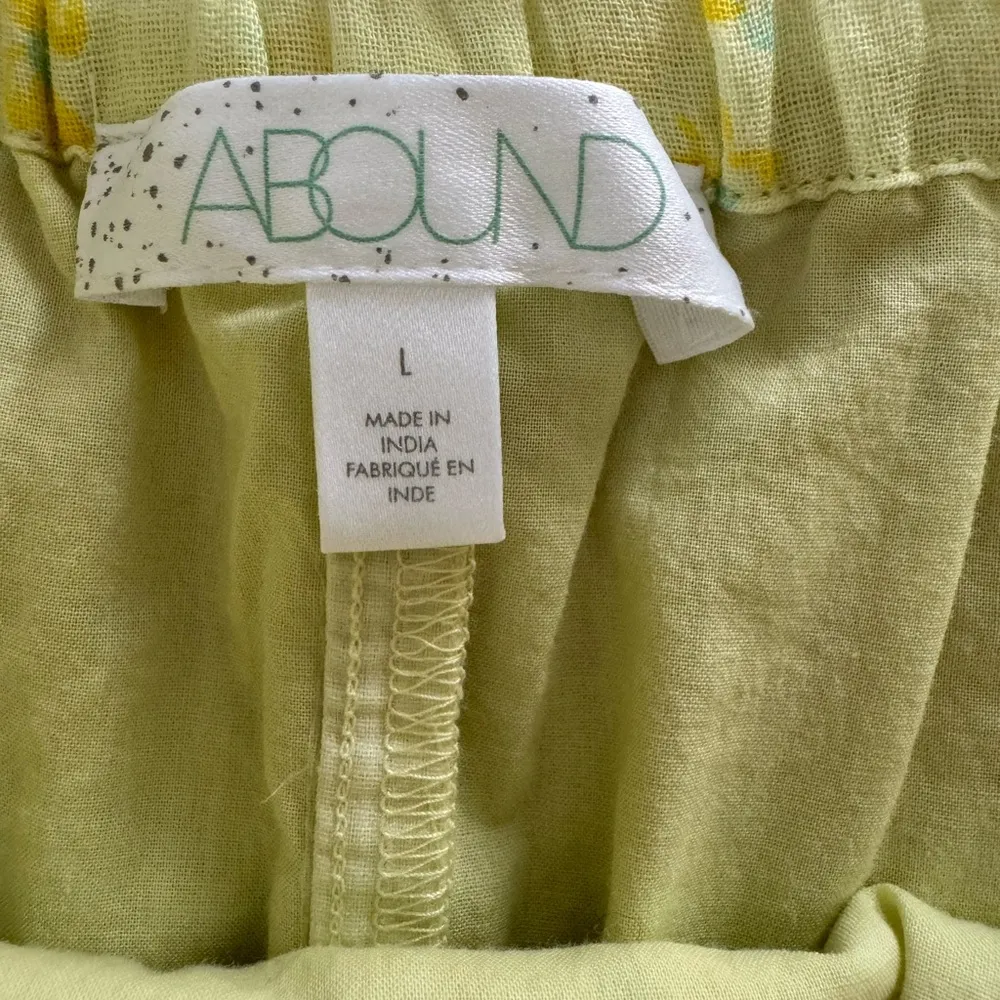 ABOUND
L
MADE IN
INDIA
FABRIQUÉ EN
INDE